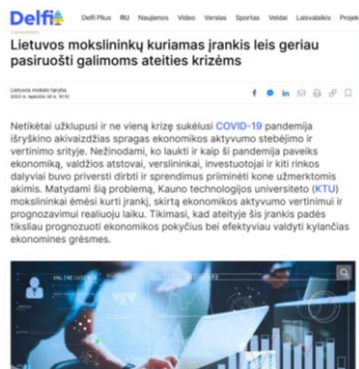 Delfi
Delfi Plius RU Naujienos Video Verslas Sportas Veidai Laisvalaikis Projek
Lietuvos mokslininkų kuriamas įrankis leis geriau
pasiruošti galimoms ateities krizėms
Lietuvos mokslo taryba
Netikėtai užklupusi ir ne vieną krizę sukėlusi COVID-19 pandemija
išryškino akivaizdžias spragas ekonomikos aktyvumo stebėjimo ir
vertinimo srityje. Nežinodami, ko laukti ir kaip ši pandemija paveiks
ekonomiką, valdžios atstovai, verslininkai, investuotojai ir kiti rinkos
dalyviai buvo priversti dirbti ir sprendimus priiminėti kone užmerktomis
akimis. Matydami šią problemą, Kauno technologijos universiteto (KTU)
mokslininkai ėmėsi kurti įrankį, skirtą ekonomikos aktyvumo vertinimui ir
prognozavimui realiuoju laiku. Tikimasi, kad ateityje šis įrankis padės
tiksliau prognozuoti ekonomikos pokyčius bei efektyviau valdyti kylančias
ekonomines grėsmes.